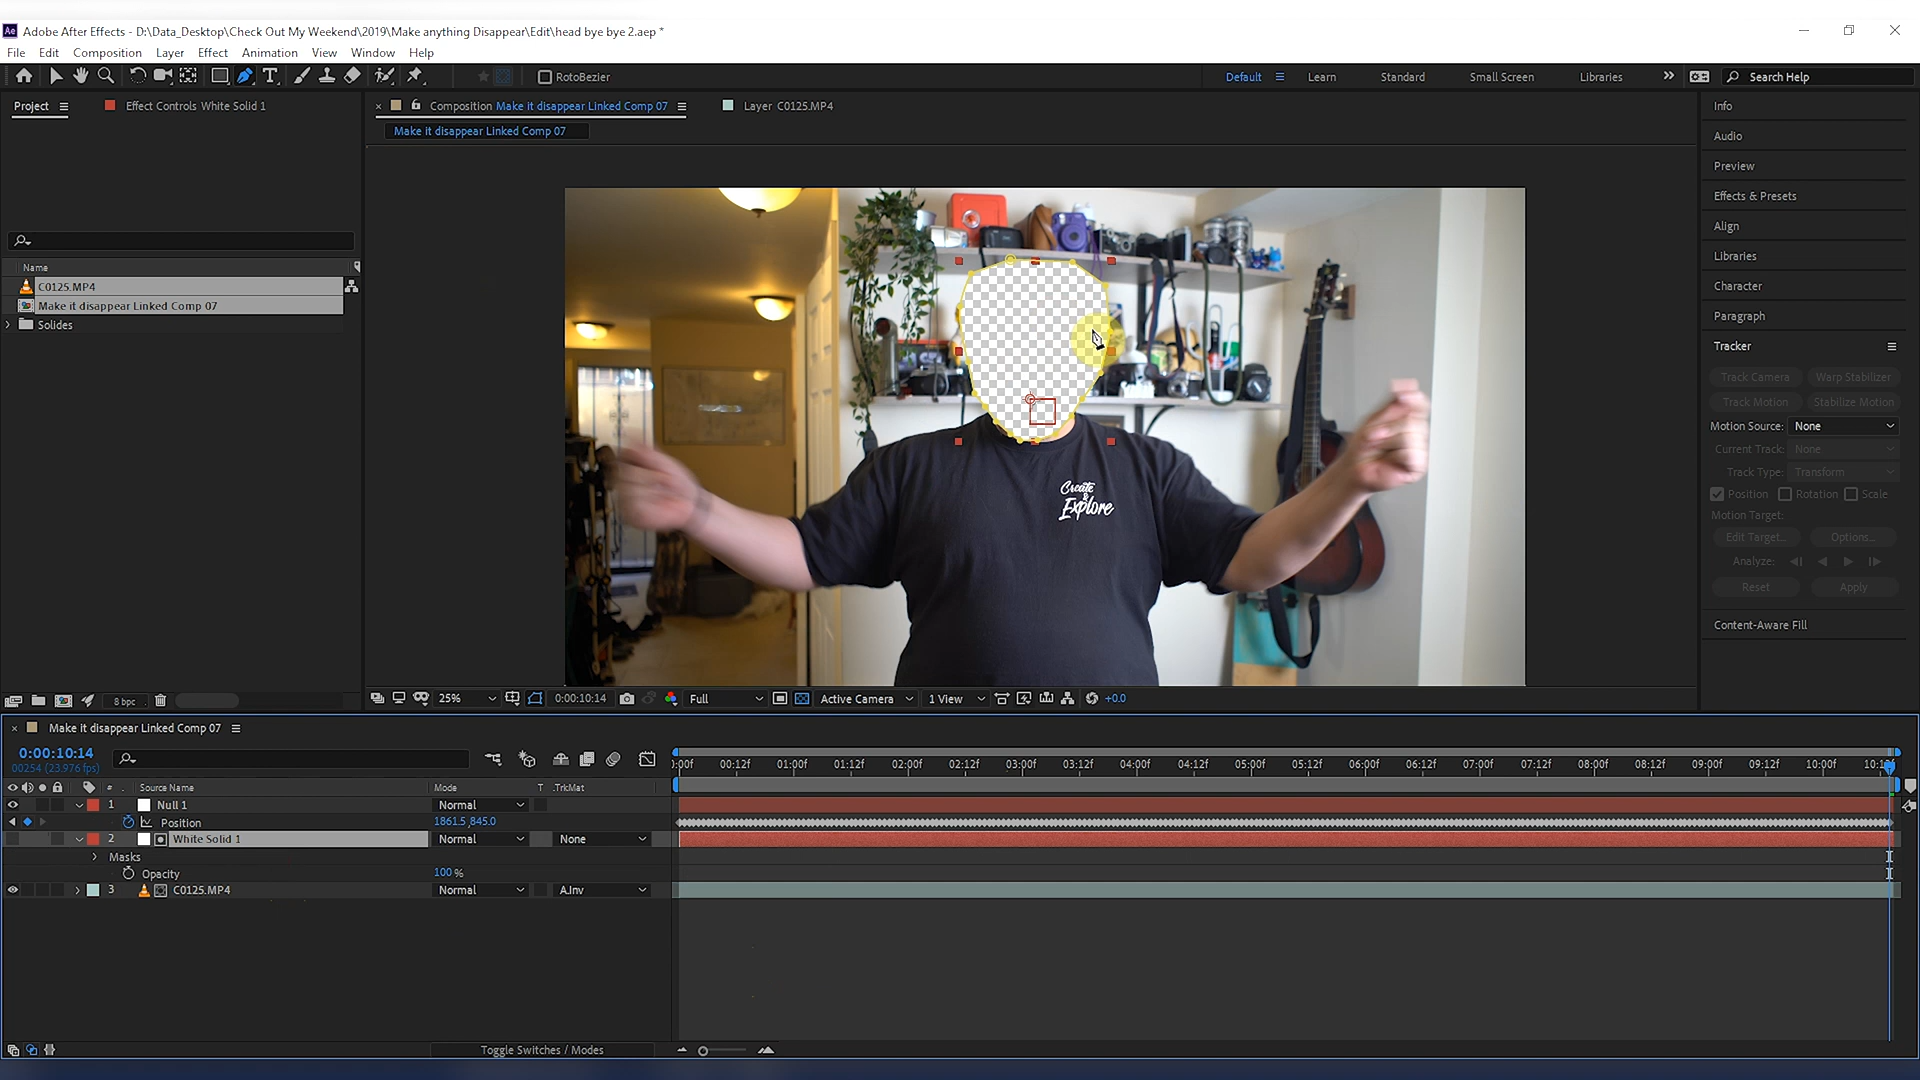 Ae Adobe After Effects - D:\Data_Desktop\Check Out My Weekend\2019\Make anything Disappear\Edit\head bye bye 2.aep *
File Edit Composition Layer Effect Animation View Window Help
T RotoBezier Default Learn Standard Small Screen Libraries » Search Help
Project Effect Controls White Solid 1 × Composition Make it disappear Linked Comp 07 Layer C0125.MP4
Make it disappear Linked Comp 07
Name
C0125.MP4
Make it disappear Linked Comp 07
Solides
Create
&
Explore
Info
Audio
Preview
Effects & Presets
Align
Libraries
Character
Paragraph
Tracker
Track Camera Warp Stabilizer
Track Motion Stabilize Motion
Motion Source: None
Current Track: None
Track Type: Transform
Position Rotation Scale
Motion Target:
Edit Target... Options...
Analyze:
Reset Apply
Content-Aware Fill
8 bpc 25% 0:00:10:14 Full Active Camera 1 View +0.0
× Make it disappear Linked Comp 07
0:00:10:14
00254 (23.976 fps)
:00f 00:12f 01:00f 01:12f 02:00f 02:12f 03:00f 03:12f 04:00f 04:12f 05:00f 05:12f 06:00f 06:12f 07:00f 07:12f 08:00f 08:12f 09:00f 09:12f 10:00f
# Source Name Mode T .TrkMat
1 Null 1 Normal
Position 1861.5,845.0
2 White Solid 1 Normal None
Masks
Opacity 100 %
3 C0125.MP4 Normal A.Inv
Toggle Switches / Modes